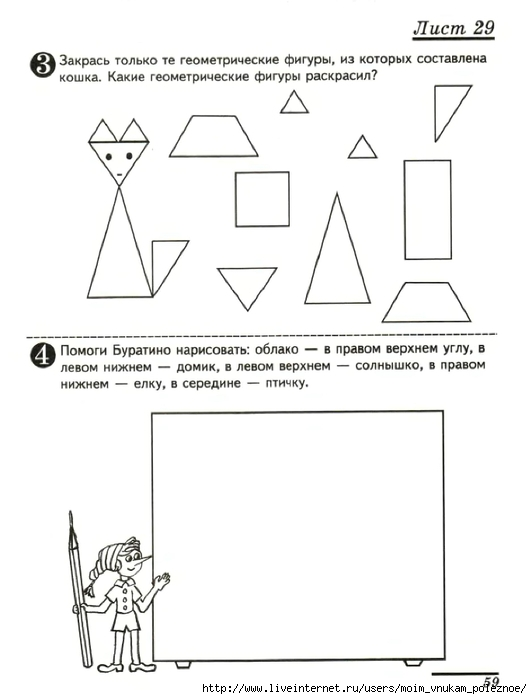 Лист 29
3 Закрась только те геометрические фигуры, из которых составлена
кошка. Какие геометрические фигуры раскрасил?
4 Помоги Буратино нарисовать: облако — в правом верхнем углу, в
левом нижнем — домик, в левом верхнем — солнышко, в правом
нижнем — елку, в середине — птичку.
59
http://www.liveinternet.ru/users/moim_vnukam_poleznoe/